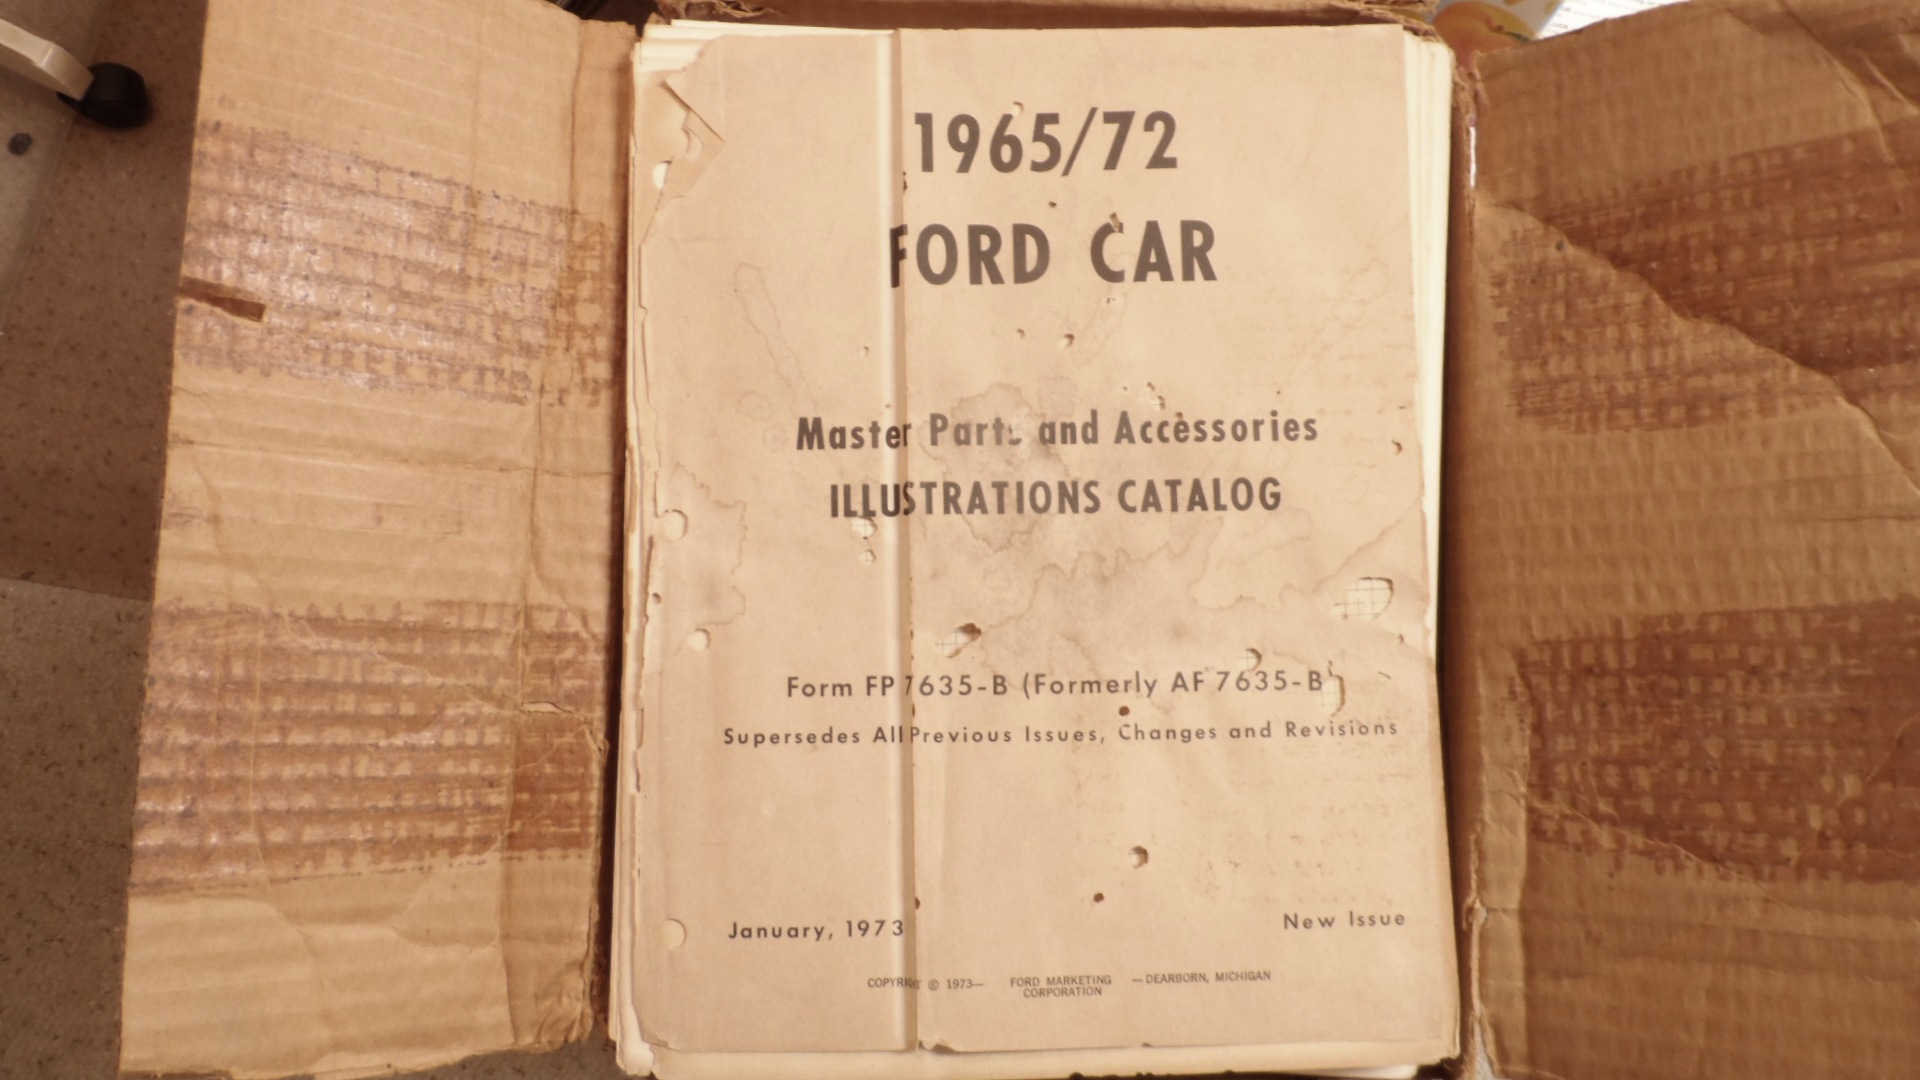 1965/72
FORD CAR
Master Parts and Accessories
ILLUSTRATIONS CATALOG
Form FP 7635-B (Formerly AF 7635-B)
Supersedes All Previous Issues, Changes and Revisions
January, 1973
New Issue
COPYRIGHT © 1973— FORD MARKETING CORPORATION —DEARBORN, MICHIGAN